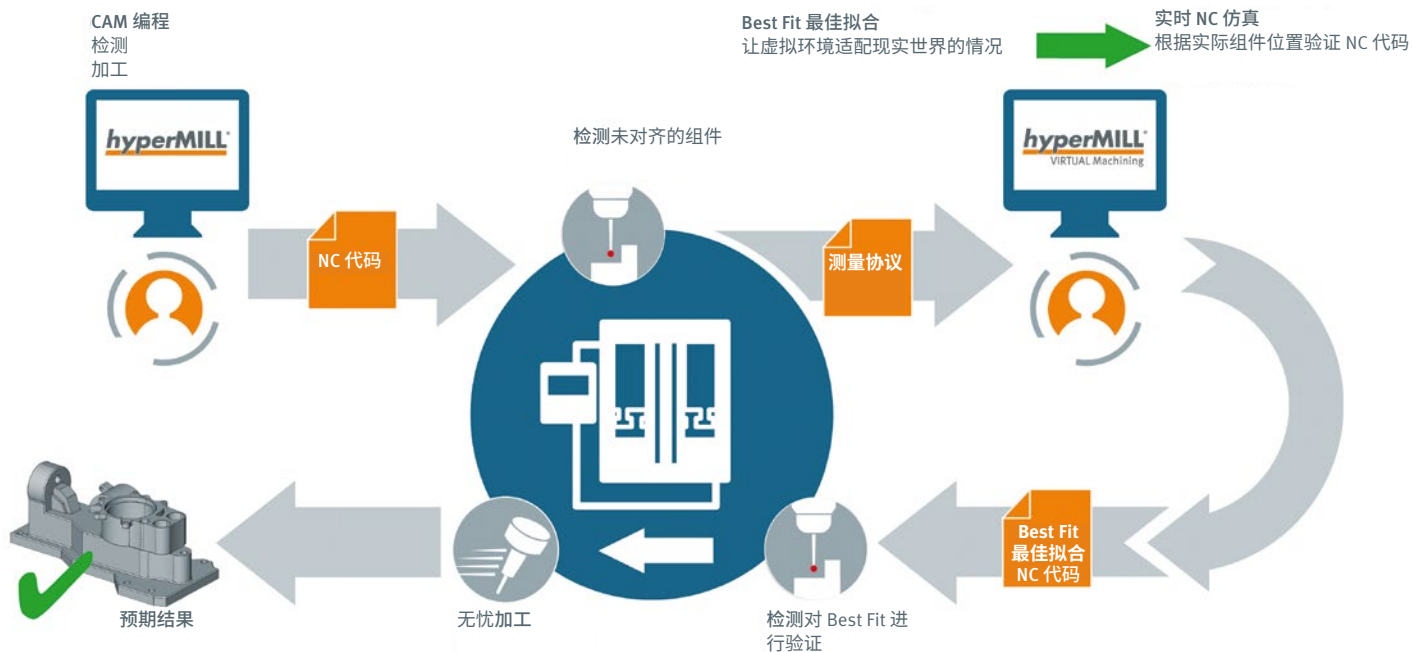 CAM 编程
检测
加工
Best Fit 最佳拟合
让虚拟环境适配现实世界的情况
实时 NC 仿真
根据实际组件位置验证 NC 代码
hyperMILL®
检测未对齐的组件
hyperMILL®
VIRTUAL Machining
NC 代码
测量协议
Best Fit
最佳拟合
NC 代码
预期结果
无忧加工
检测对 Best Fit 进
行验证